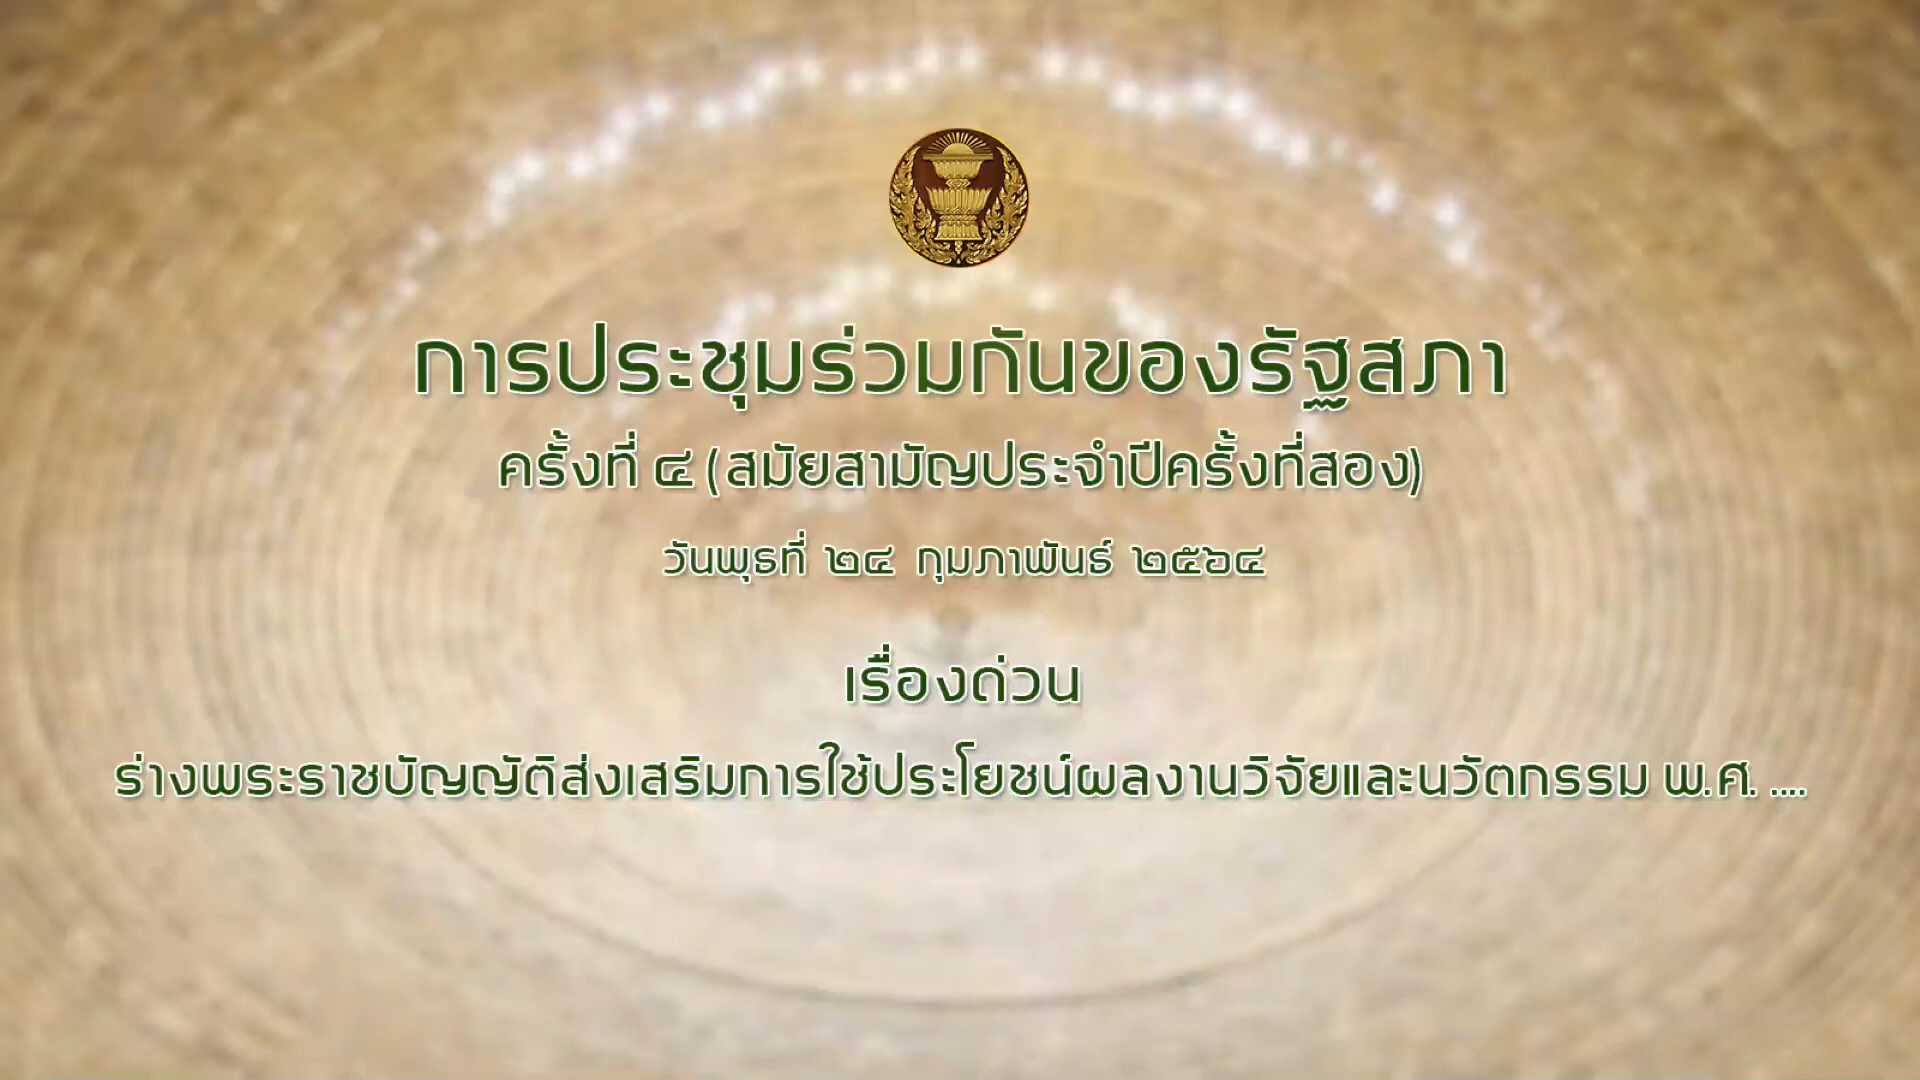 การประชุมร่วมกันของรัฐสภา
ครั้งที่ ๔ (สมัยสามัญประจำปีครั้งที่สอง)
วันพุธที่ ๒๔ กุมภาพันธ์ ๒๕๖๔
เรื่องด่วน
ร่างพระราชบัญญัติส่งเสริมการใช้ประโยชน์ผลงานวิจัยและนวัตกรรม พ.ศ. ....